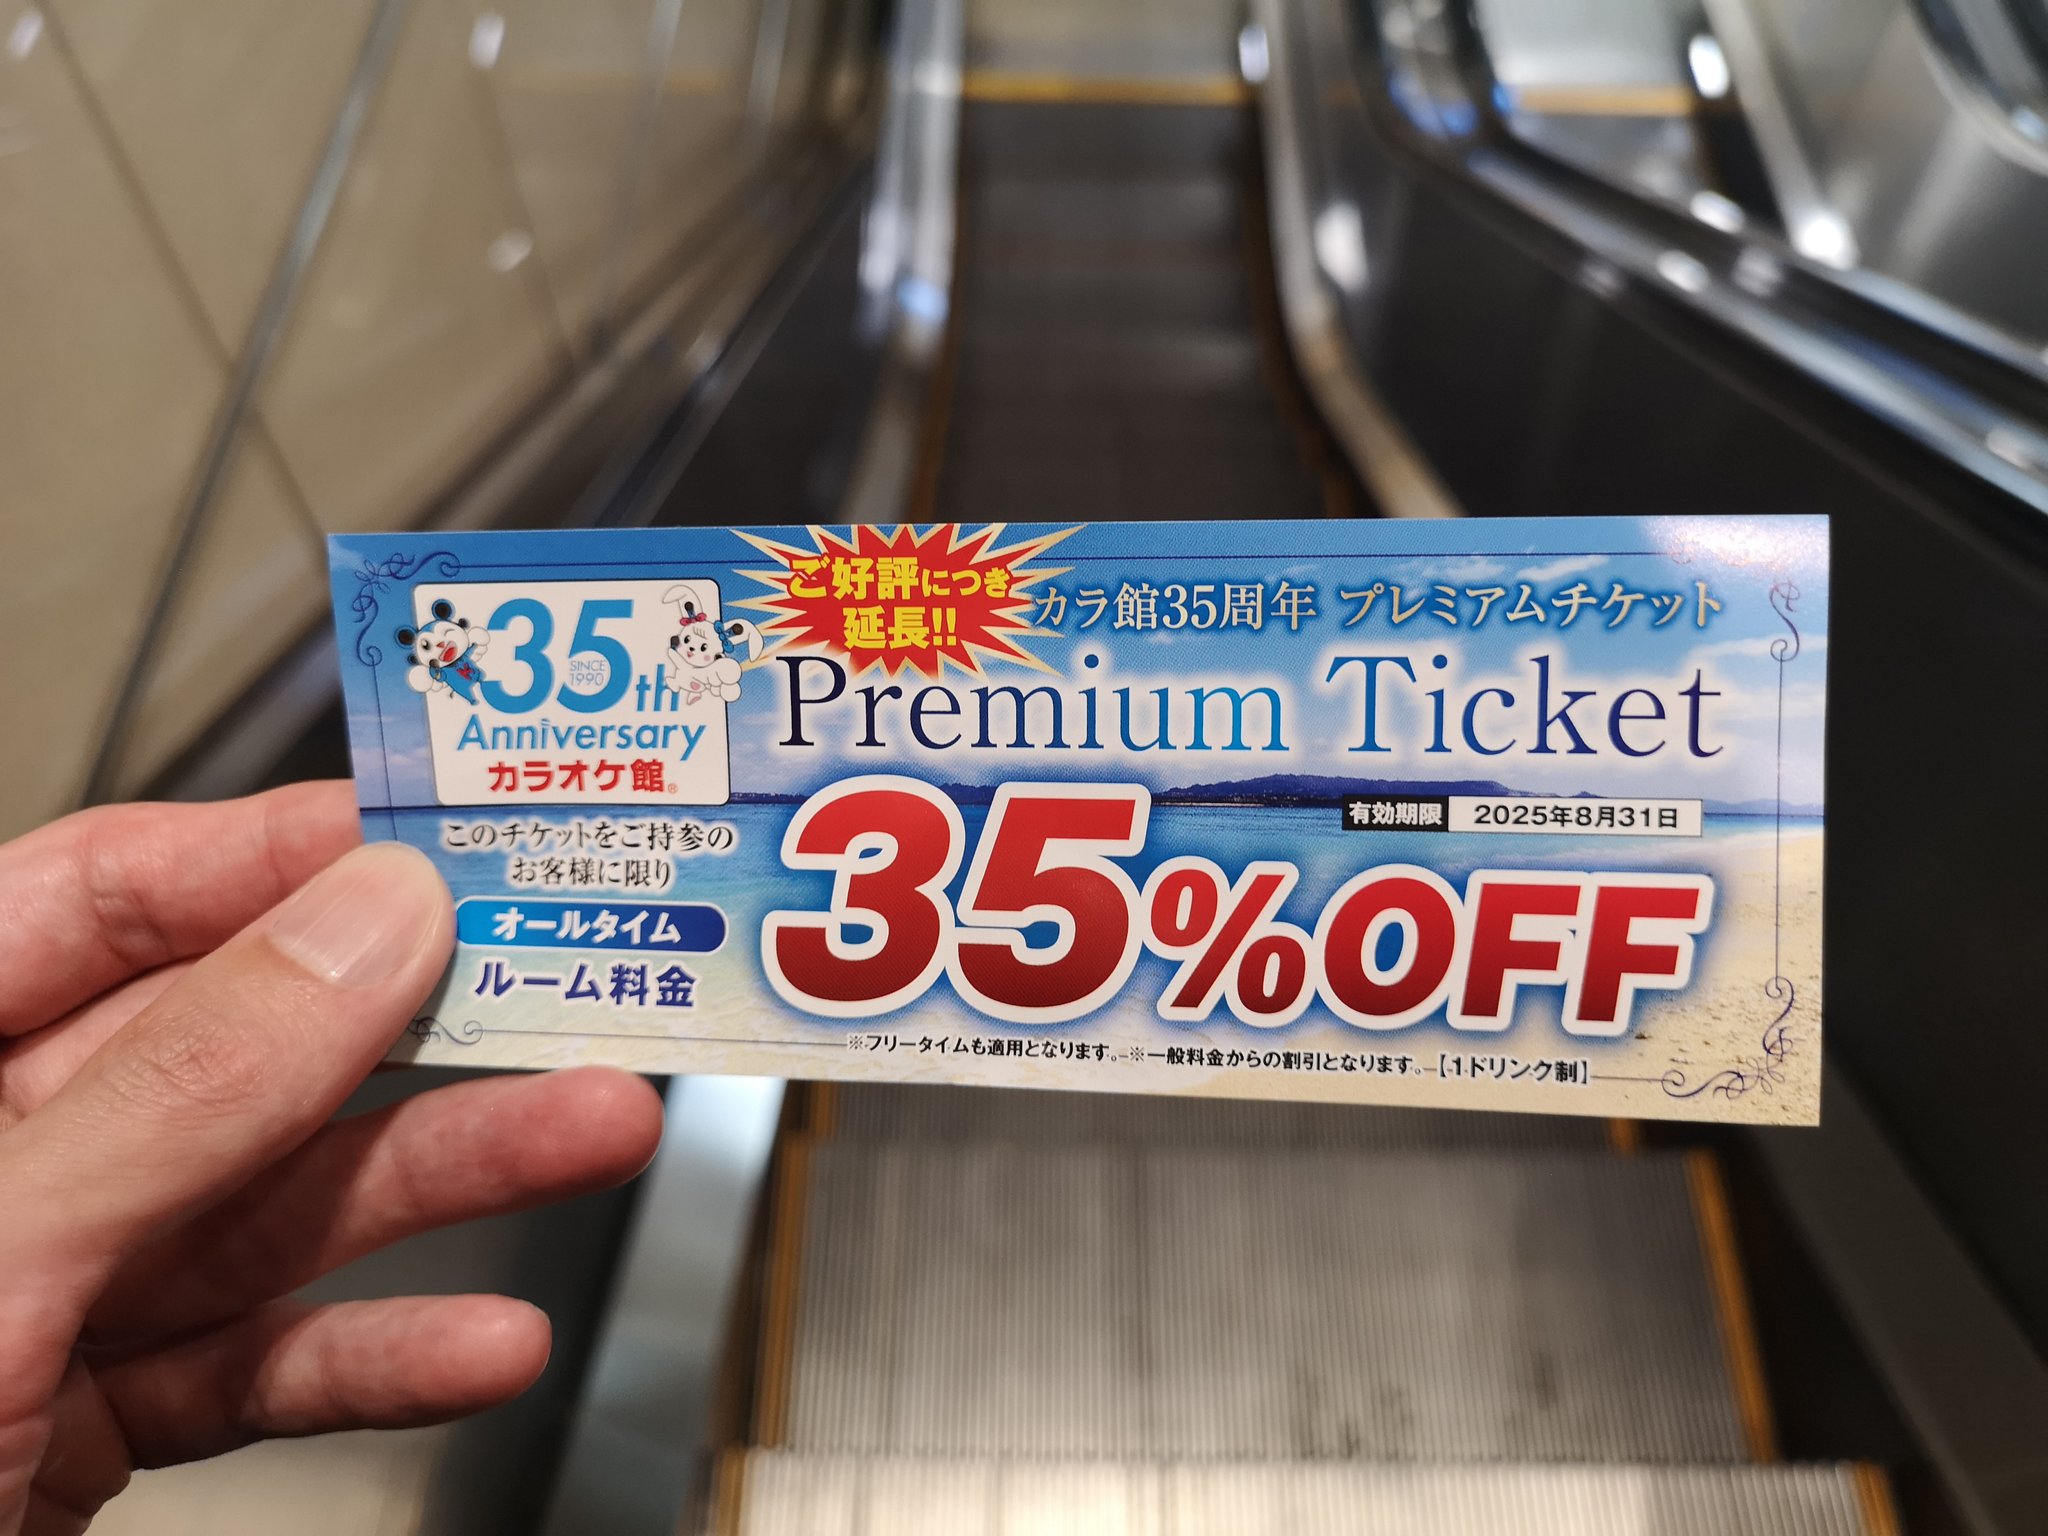 35th
SINCE
1990
Anniversary
カラオケ館®
ご好評につき
延長!!
カラ館35周年 プレミアムチケット
Premium Ticket
有効期限 2025年8月31日
このチケットをご持参の
お客様に限り
オールタイム
ルーム料金
35%OFF
※フリータイムも適用となります。※一般料金からの割引となります。【1ドリンク制】